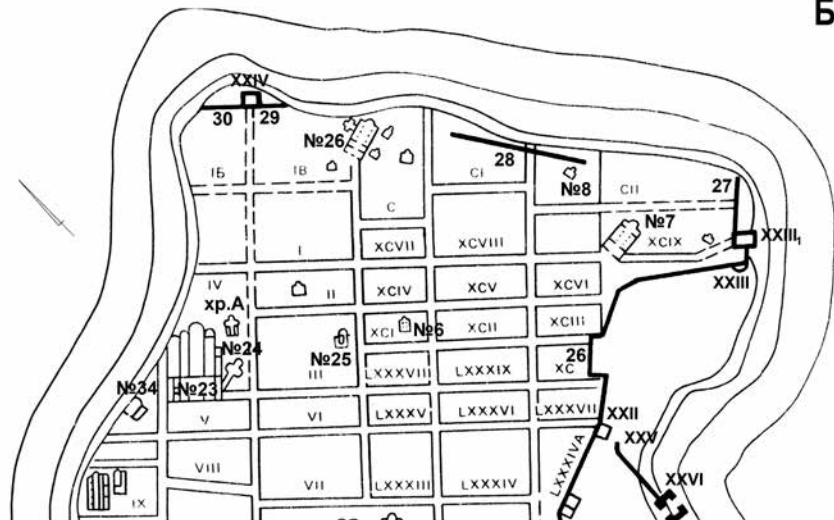 Б
XXIV
30 29
№26
28
IБ IВ CI №8 CII 27
C №7
XCVII XCVIII XCIX XXIII₁
I
IV II XCIV XCV XCVI XXIII
хр.А
XCI №6 XCII XCIII
№24 №25
III LXXXVIII LXXXIX XC 26
№34 №23
V VI LXXXV LXXXVI LXXXVII XXII
XXV
VIII VII LXXXIII LXXXIV LXXXIVA XXVI
IX